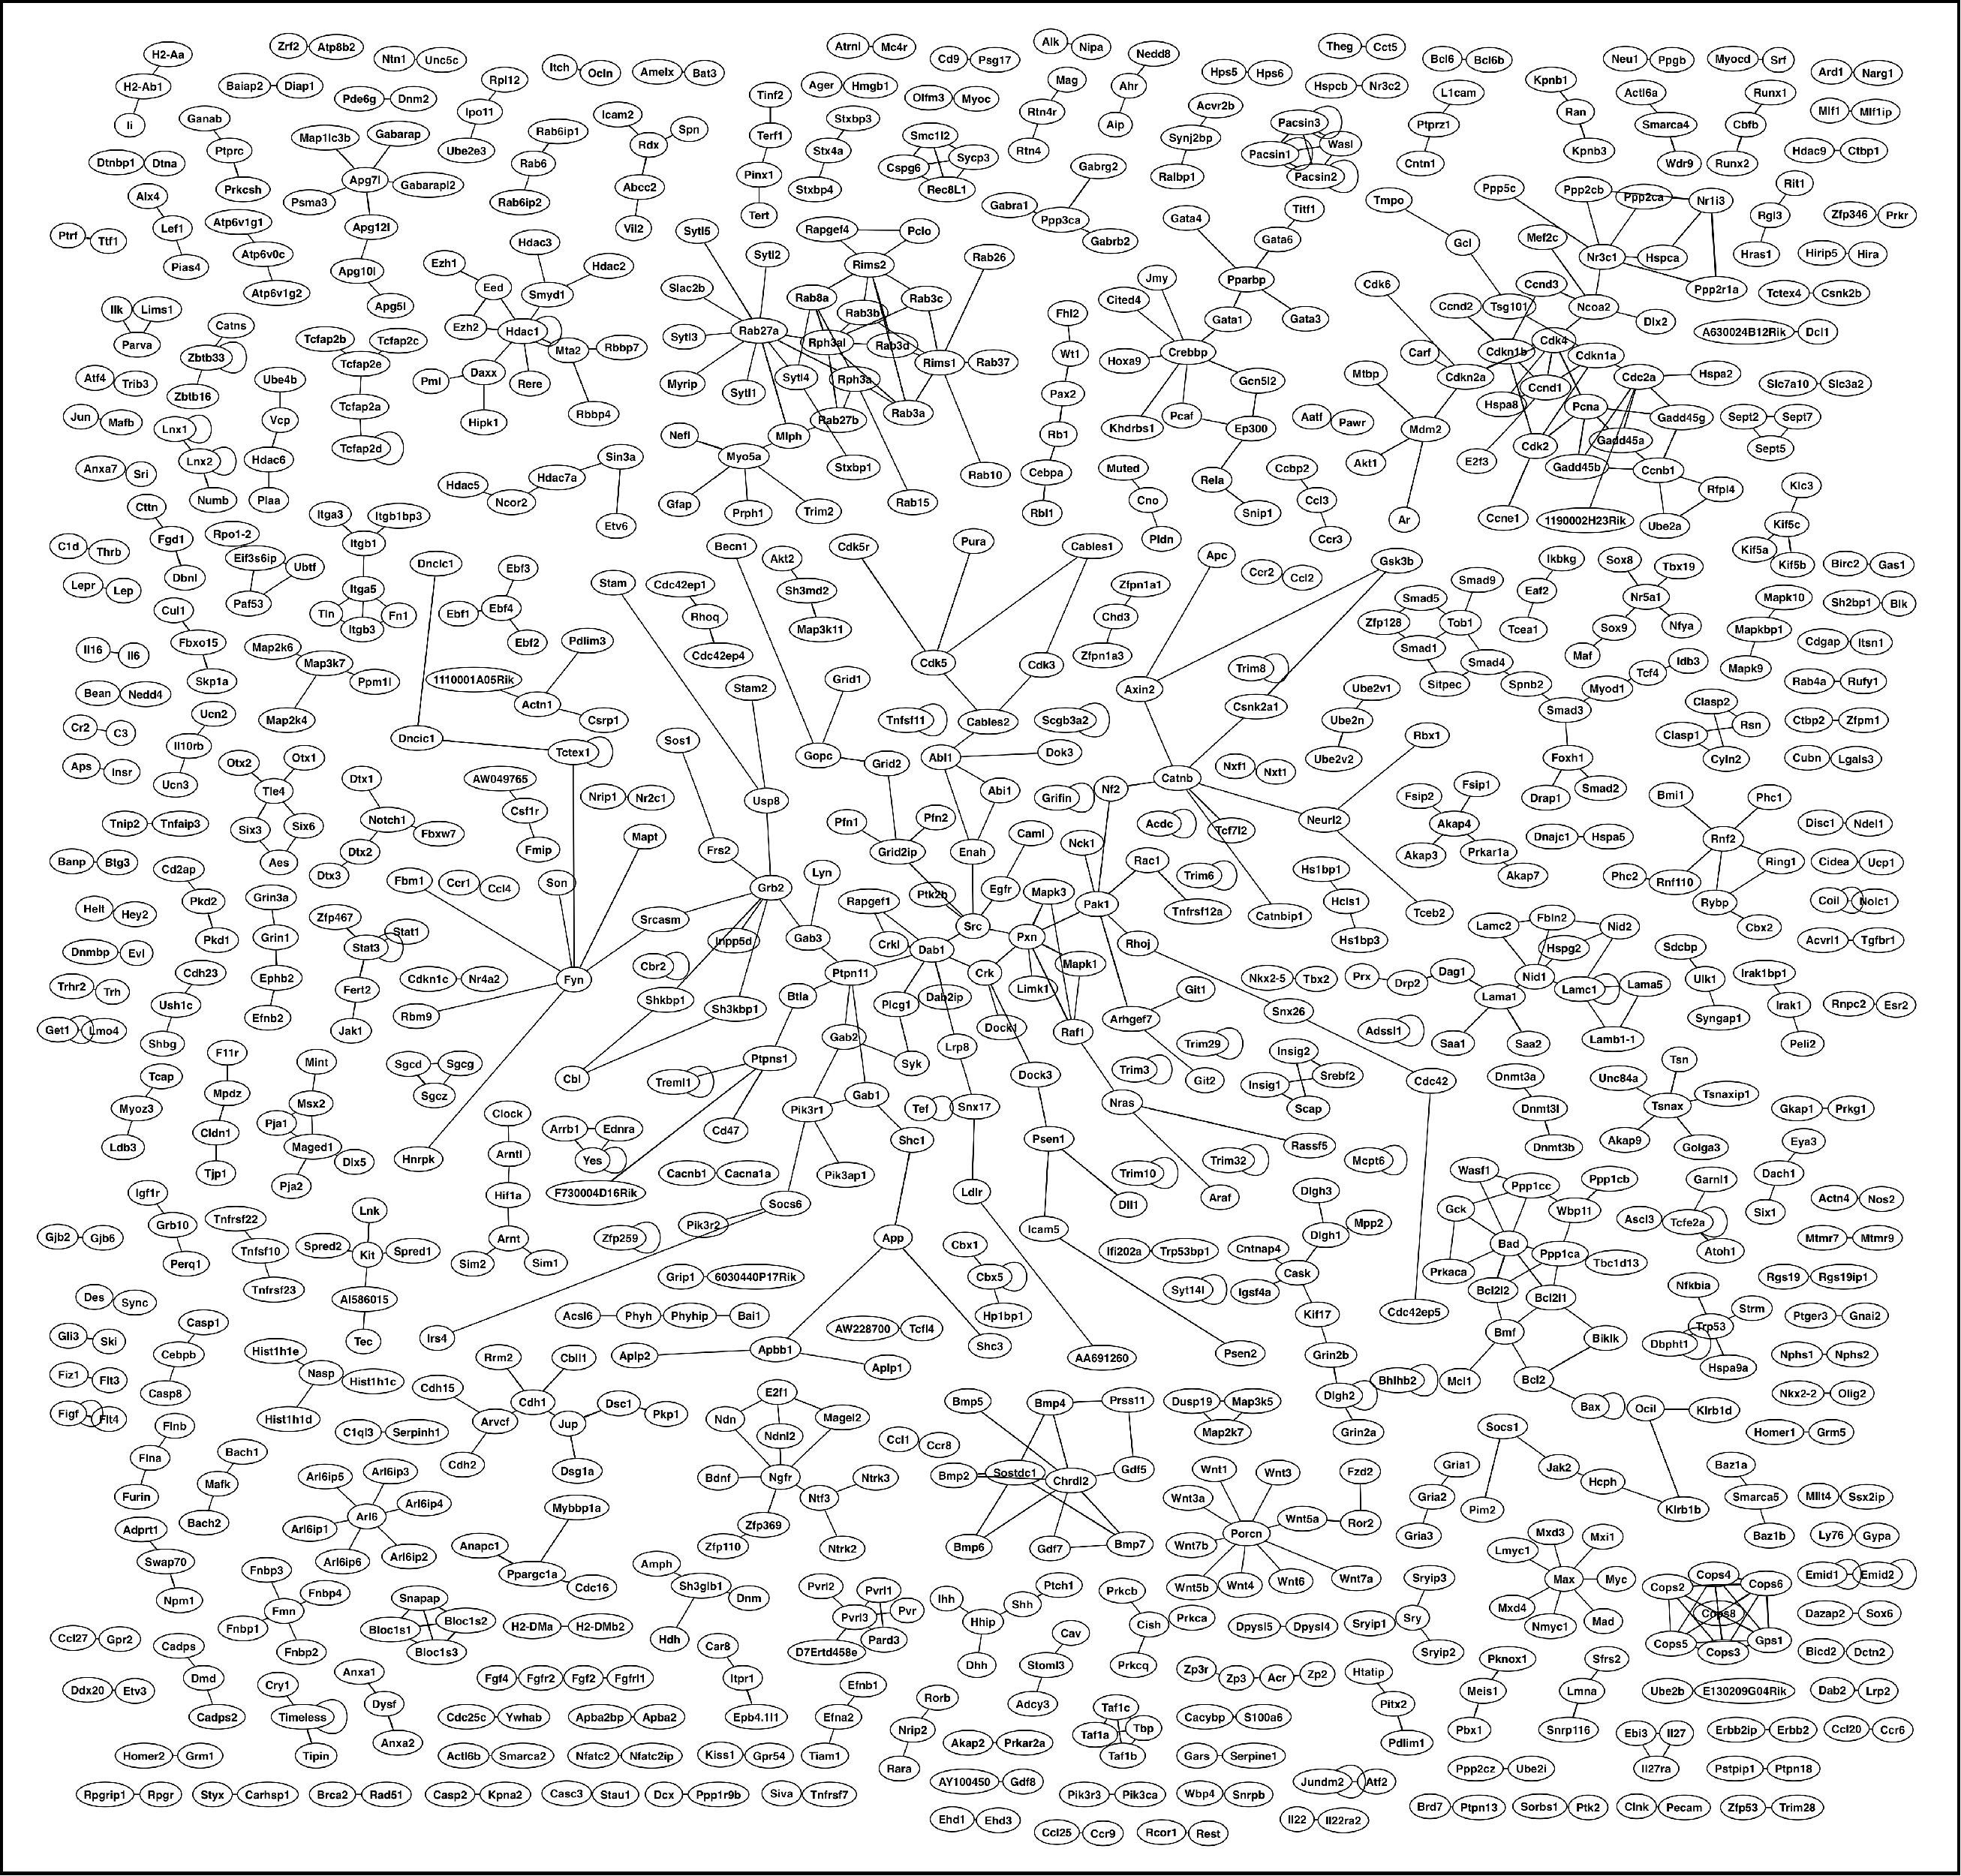 H2-Aa
H2-Ab1
Ii
Zrf2 Atp8b2
Ntn1 Unc5c
Baiap2 Diap1
Pde6g Dnm2
Rpl12
Ipo11
Ube2e3
Itch Ocln
Amelx Bat3
Atrnl Mc4r
Cd9 Psg17
Alk Nipa
Nedd8
Ahr
Aip
Theg Cct5
Bcl6 Bcl6b
Neu1 Ppgb
Myocd Srf
Ard1 Narg1
Ganab
Ptprc
Prkcsh
Map1lc3b
Gabarap
Apg7l
Gabarapl2
Psma3
Apg12l
Apg10l
Apg5l
Rab6ip1
Rab6
Rab6ip2
Icam2
Spn
Rdx
Abcc2
Vil2
Tinf2
Terf1
Pinx1
Tert
Ager Hmgb1
Stxbp3
Stx4a
Stxbp4
Olfm3 Myoc
Smc1l2
Sycp3
Cspg6
Rec8L1
Mag
Rtn4r
Rtn4
Hps5 Hps6
Acvr2b
Synj2bp
Ralbp1
Hspcb Nr3c2
Pacsin3
Wasl
Pacsin1
Pacsin2
L1cam
Ptprz1
Cntn1
Kpnb1
Ran
Kpnb3
Actl6a
Smarca4
Wdr9
Runx1
Cbfb
Runx2
Mlf1 Mlf1ip
Hdac9 Ctbp1
Dtnbp1 Dtna
Alx4
Lef1
Pias4
Ptrf Ttf1
Atp6v1g1
Atp6v0c
Atp6v1g2
Gabrg2
Gabra1
Ppp3ca
Gabrb2
Gata4
Titf1
Gata6
Pparbp
Gata1
Gata3
Tmpo
Gcl
Ppp5c
Ppp2cb
Ppp2ca
Nr1i3
Mef2c
Nr3c1
Hspca
Ppp2r1a
Rit1
Rgl3
Hras1
Zfp346 Prkr
Hirip5 Hira
Tctex4 Csnk2b
A630024B12Rik Dcl1
Ilk Lims1
Parva
Catns
Zbtb33
Zbtb16
Tcfap2b
Tcfap2c
Tcfap2e
Tcfap2a
Tcfap2d
Ezh1
Eed
Ezh2
Hdac3
Hdac2
Smyd1
Hdac1
Mta2
Rbbp7
Rbbp4
Daxx
Pml
Rere
Hipk1
Sytl5
Sytl2
Slac2b
Rab27a
Sytl3
Myrip
Sytl1
Sytl4
Rapgef4
Pclo
Rims2
Rab26
Rab8a
Rab3c
Rab3b
Rph3al
Rab3d
Rims1
Rab37
Rph3a
Rab3a
Rab27b
Mlph
Stxbp1
Rab15
Rab10
Nefl
Myo5a
Gfap
Prph1
Trim2
Fhl2
Wt1
Pax2
Rb1
Cebpa
Rbl1
Jmy
Cited4
Hoxa9
Crebbp
Khdrbs1
Pcaf
Gcn5l2
Ep300
Rela
Snip1
Cdk6
Ccnd2
Ccnd3
Tsg101
Ncoa2
Dlx2
Carf
Cdkn1b
Cdk4
Cdkn1a
Cdkn2a
Ccnd1
Cdc2a
Hspa2
Mtbp
Hspa8
Pcna
Gadd45g
Mdm2
Gadd45a
Cdk2
Gadd45b
Ccnb1
Akt1
E2f3
Ar
Ccne1
1190002H23Rik
Rfpl4
Ube2a
Aatf Pawr
Slc7a10 Slc3a2
Sept2 Sept7
Sept5
Atf4 Trib3
Jun Mafb
Anxa7 Sri
Lnx1
Lnx2
Numb
Ube4b
Vcp
Hdac6
Plaa
Hdac5
Ncor2
Hdac7a
Sin3a
Etv6
Muted
Cno
Pldn
Ccbp2
Ccl3
Ccr3
Klc3
Kif5c
Kif5a
Kif5b
C1d Thrb
Lepr Lep
Cttn
Fgd1
Dbnl
Rpo1-2
Eif3s6ip
Ubtf
Paf53
Itga3
Itgb1bp3
Itgb1
Itga5
Tln
Fn1
Itgb3
Dnclc1
Ebf3
Ebf1
Ebf4
Ebf2
Stam
Becn1
Akt2
Sh3md2
Map3k11
Cdc42ep1
Rhoq
Cdc42ep4
Cdk5r
Pura
Cables1
Cdk5
Cdk3
Cables2
Zfpn1a1
Chd3
Zfpn1a3
Apc
Gsk3b
Axin2
Ccr2 Ccl2
Smad9
Smad5
Zfp128
Tob1
Smad1
Smad4
Sitpec
Spnb2
Smad3
Ikbkg
Eaf2
Tcea1
Sox8
Tbx19
Nr5a1
Sox9
Nfya
Maf
Idb3
Tcf4
Myod1
Foxh1
Drap1
Smad2
Mapk10
Mapkbp1
Mapk9
Birc2 Gas1
Sh2bp1 Blk
Cdgap Itsn1
Rab4a Rufy1
Ctbp2 Zfpm1
Cubn Lgals3
Il16 Il6
Bean Nedd4
Cr2 C3
Aps Insr
Cul1
Fbxo15
Skp1a
Ucn2
Il10rb
Ucn3
Map2k6
Map3k7
Ppm1l
Map2k4
1110001A05Rik
Pdlim3
Actn1
Csrp1
Dncic1
Tctex1
Stam2
Usp8
Sos1
Frs2
Grb2
Grid1
Gopc
Grid2
Pfn1
Pfn2
Grid2ip
Tnfsf11
Scgb3a2
Abl1
Dok3
Abi1
Enah
Trim8
Csnk2a1
Catnb
Nf2
Grifin
Nxf1 Nxt1
Ube2v1
Ube2n
Ube2v2
Rbx1
Neurl2
Tceb2
Tcf7l2
Catnbip1
Acdc
Trim6
Clasp2
Rsn
Clasp1
Cyln2
Otx2
Otx1
Tle4
Six3
Six6
Aes
Dtx1
Notch1
Fbxw7
Dtx2
Dtx3
AW049765
Csf1r
Fmip
Nrip1 Nr2c1
Mapt
Son
Fbm1
Ccr1 Ccl4
Fyn
Srcasm
Rbm9
Hnrpk
Cdkn1c Nr4a2
Tnip2 Tnfaip3
Banp Btg3
Helt Hey2
Dnmbp Evl
Trhr2 Trh
Get1 Lmo4
Cd2ap
Pkd2
Pkd1
Cdh23
Ush1c
Shbg
Grin3a
Grin1
Ephb2
Efnb2
Zfp467
Stat1
Stat3
Fert2
Jak1
Lyn
Gab3
Inpp5d
Cbr2
Shkbp1
Sh3kbp1
Cbl
Ptpn11
Btla
Ptpns1
Treml1
Cd47
F730004D16Rik
Rapgef1
Crkl
Dab1
Ptk2b
Src
Egfr
Caml
Mapk3
Pxn
Crk
Mapk1
Limk1
Raf1
Plcg1
Dab2ip
Syk
Gab2
Gab1
Lrp8
Dock1
Dock3
Nck1
Pak1
Rac1
Tnfrsf12a
Rhoj
Git1
Arhgef7
Git2
Snx26
Cdc42
Cdc42ep5
Trim29
Trim3
Nras
Rassf5
Araf
Hs1bp1
Hcls1
Hs1bp3
Nkx2-5 Tbx2
Prx
Drp2
Dag1
Lama1
Saa1
Saa2
Lamc2
Fbln2
Nid2
Hspg2
Nid1
Lamc1
Lama5
Lamb1-1
Adssl1
Fsip2
Fsip1
Akap4
Akap3
Prkar1a
Akap7
Dnajc1 Hspa5
Bmi1
Phc1
Rnf2
Ring1
Phc2
Rnf110
Rybp
Cbx2
Disc1 Ndel1
Cidea Ucp1
Coil Nolc1
Acvrl1 Tgfbr1
Rnpc2 Esr2
Sdcbp
Ulk1
Syngap1
Irak1bp1
Irak1
Peli2
Tsn
Unc84a
Tsnaxip1
Tsnax
Akap9
Golga3
Gkap1 Prkg1
Insig2
Srebf2
Insig1
Scap
Dnmt3a
Dnmt3l
Dnmt3b
Eya3
Dach1
Six1
Tcap
Myoz3
Ldb3
F11r
Mpdz
Cldn1
Tjp1
Mint
Msx2
Pja1
Maged1
Dlx5
Pja2
Sgcd Sgcg
Sgcz
Clock
Arntl
Hif1a
Arnt
Sim2
Sim1
Arrb1 Ednra
Yes
Cacnb1 Cacna1a
Zfp259
Pik3r1
Pik3ap1
Socs6
Pik3r2
Irs4
Shc1
App
Apbb1
Aplp2
Aplp1
Shc3
Tef
Snx17
Ldlr
AA691260
Psen1
Dll1
Icam5
Psen2
Trim10
Trim32
Mcpt6
Ifi202a Trp53bp1
Syt14l
Cbx1
Cbx5
Hp1bp1
Dlgh3
Mpp2
Dlgh1
Cntnap4
Cask
Igsf4a
Kif17
Grin2b
Dlgh2
Bhlhb2
Grin2a
Wasf1
Ppp1cc
Ppp1cb
Gck
Wbp11
Bad
Ppp1ca
Tbc1d13
Prkaca
Bcl2l2
Bcl2l1
Bmf
Biklk
Mcl1
Bcl2
Bax
Garnl1
Ascl3
Tcfe2a
Atoh1
Nfkbia
Strm
Trp53
Dbpht1
Hspa9a
Actn4 Nos2
Mtmr7 Mtmr9
Rgs19 Rgs19ip1
Ptger3 Gnai2
Nphs1 Nphs2
Nkx2-2 Olig2
Homer1 Grm5
Igf1r
Grb10
Perq1
Gjb2 Gjb6
Tnfrsf22
Tnfsf10
Tnfrsf23
Lnk
Spred2
Kit
Spred1
AI586015
Tec
Des Sync
Gli3 Ski
Fiz1 Flt3
Figf Flt4
Casp1
Cebpb
Casp8
Hist1h1e
Nasp
Hist1h1c
Hist1h1d
Grip1 6030440P17Rik
Acsl6 Phyh Phyhip Bai1
AW228700 Tcfl4
Rrm2
Cbll1
Cdh15
Cdh1
Arvcf
Jup
Dsc1
Pkp1
Cdh2
Dsg1a
E2f1
Ndn
Magel2
Ndnl2
Bdnf
Ngfr
Ntrk3
Ntf3
Zfp369
Zfp110
Ntrk2
Ccl1 Ccr8
Bmp5
Bmp4
Prss11
Bmp2
Sostdc1
Chrdl2
Gdf5
Bmp6
Gdf7
Bmp7
Dusp19 Map3k5
Map2k7
Wnt1
Wnt3
Wnt3a
Fzd2
Wnt5a
Ror2
Porcn
Wnt7b
Wnt5b
Wnt4
Wnt6
Wnt7a
Ocil Klrb1d
Socs1
Jak2
Hcph
Klrb1b
Pim2
Gria1
Gria2
Gria3
Baz1a
Smarca5
Baz1b
Mllt4 Ssx2ip
Ly76 Gypa
Emid1 Emid2
Dazap2 Sox6
Bicd2 Dctn2
Flnb
Flna
Furin
Bach1
Mafk
Bach2
C1ql3 Serpinh1
Adprt1
Swap70
Npm1
Arl6ip5
Arl6ip3
Arl6ip4
Arl6
Arl6ip1
Arl6ip6
Arl6ip2
Mybbp1a
Anapc1
Ppargc1a
Cdc16
Fnbp3
Fnbp4
Fmn
Fnbp1
Fnbp2
Snapap
Bloc1s2
Bloc1s1
Bloc1s3
H2-DMa H2-DMb2
Amph
Sh3glb1
Dnm
Hdh
Pvrl2
Pvrl1
Pvrl3
Pvr
D7Ertd458e
Pard3
Ihh
Ptch1
Shh
Hhip
Dhh
Prkcb
Prkca
Cish
Prkcq
Dpysl5 Dpysl4
Sryip3
Sryip1
Sry
Sryip2
Mxd3
Mxi1
Lmyc1
Max
Myc
Mxd4
Mad
Nmyc1
Cops4
Cops2
Cops6
Cops8
Cops5
Gps1
Cops3
Ccl27 Gpr2
Ddx20 Etv3
Cadps
Dmd
Cadps2
Cry1
Timeless
Tipin
Anxa1
Dysf
Anxa2
Fgf4 Fgfr2 Fgf2 Fgfrl1
Cdc25c Ywhab
Apba2bp Apba2
Car8
Itpr1
Epb4.1l1
Efnb1
Efna2
Tiam1
Rorb
Nrip2
Rara
Cav
Stoml3
Adcy3
Zp3r Zp3 Acr Zp2
Htatip
Pitx2
Pdlim1
Pknox1
Meis1
Pbx1
Sfrs2
Lmna
Snrp116
Ube2b E130209G04Rik
Dab2 Lrp2
Homer2 Grm1
Actl6b Smarca2
Nfatc2 Nfatc2ip
Kiss1 Gpr54
Akap2 Prkar2a
Taf1c
Tbp
Taf1a
Taf1b
Cacybp S100a6
Gars Serpine1
Ebi3 Il27
Il27ra
Erbb2ip Erbb2
Ccl20 Ccr6
Rpgrip1 Rpgr
Styx Carhsp1
Brca2 Rad51
Casp2 Kpna2
Casc3 Stau1
Dcx Ppp1r9b
Siva Tnfrsf7
AY100450 Gdf8
Pik3r3 Pik3ca
Wbp4 Snrpb
Jundm2 Atf2
Ppp2cz Ube2i
Pstpip1 Ptpn18
Ehd1 Ehd3
Ccl25 Ccr9
Rcor1 Rest
Il22 Il22ra2
Brd7 Ptpn13
Sorbs1 Ptk2
Clnk Pecam
Zfp53 Trim28